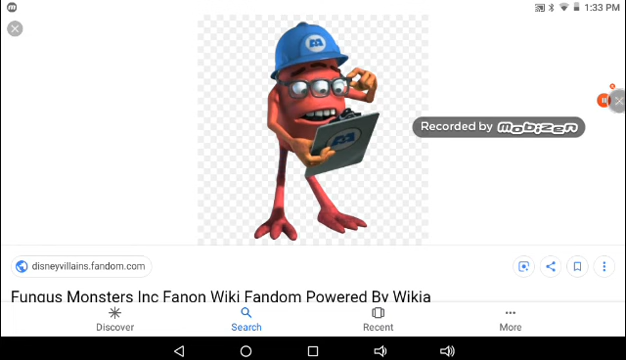 1:33 PM
Recorded by mobizen
disneyvillains.fandom.com
Fungus Monsters Inc Fanon Wiki Fandom Powered By Wikia
Discover
Search
Recent
More